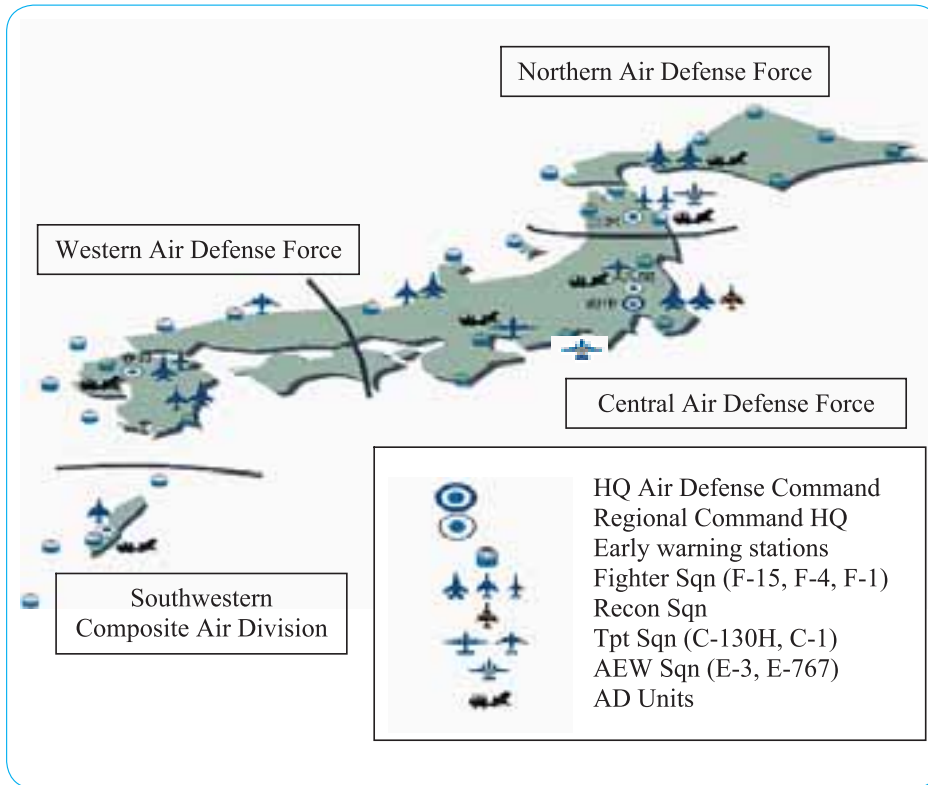 Northern Air Defense Force
Western Air Defense Force
Central Air Defense Force
Southwestern
Composite Air Division
HQ Air Defense Command
Regional Command HQ
Early warning stations
Fighter Sqn (F-15, F-4, F-1)
Recon Sqn
Tpt Sqn (C-130H, C-1)
AEW Sqn (E-3, E-767)
AD Units